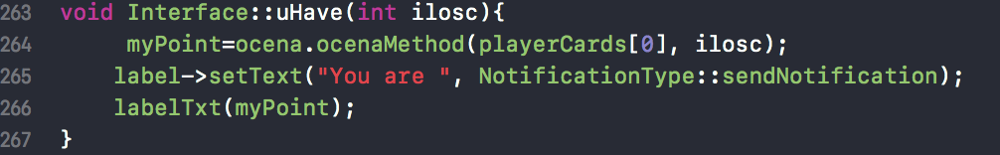 263 void Interface::uHave(int ilosc){
264 myPoint=ocena.ocenaMethod(playerCards[0], ilosc);
265 label->setText("You are ", NotificationType::sendNotification);
266 labelTxt(myPoint);
267 }